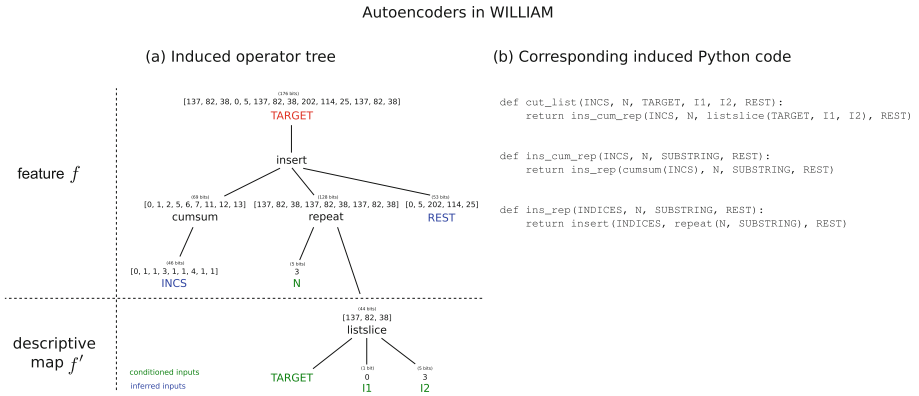 Autoencoders in WILLIAM
(a) Induced operator tree
(176 bits)
[137, 82, 38, 0, 5, 137, 82, 38, 202, 114, 25, 137, 82, 38]
TARGET
feature f
insert
(69 bits) (128 bits) (53 bits)
[0, 1, 2, 5, 6, 7, 11, 12, 13] [137, 82, 38, 137, 82, 38, 137, 82, 38] [0, 5, 202, 114, 25]
cumsum repeat REST
(46 bits) (5 bits)
[0, 1, 1, 3, 1, 1, 4, 1, 1] 3
INCS N
(44 bits)
[137, 82, 38]
listslice
descriptive
map f′
(1 bit) (5 bits)
TARGET 0 3
I1 I2
conditioned inputs
inferred inputs
(b) Corresponding induced Python code
def cut_list(INCS, N, TARGET, I1, I2, REST):
    return ins_cum_rep(INCS, N, listslice(TARGET, I1, I2), REST)
def ins_cum_rep(INCS, N, SUBSTRING, REST):
    return ins_rep(cumsum(INCS), N, SUBSTRING, REST)
def ins_rep(INDICES, N, SUBSTRING, REST):
    return insert(INDICES, repeat(N, SUBSTRING), REST)